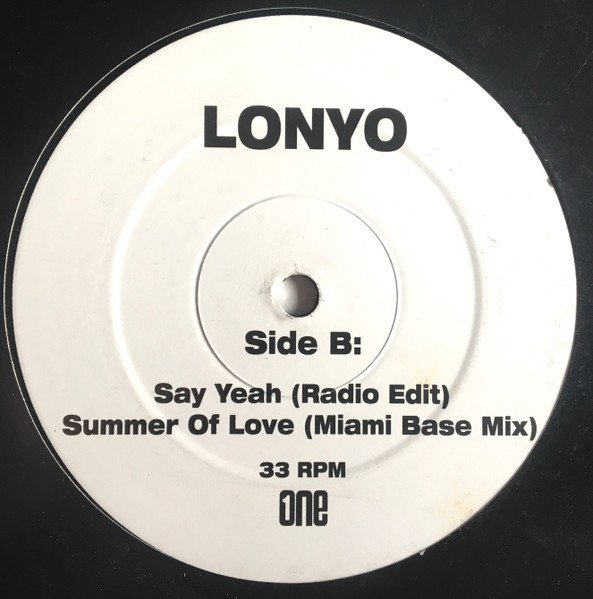 LONYO
Side B:
Say Yeah (Radio Edit)
Summer Of Love (Miami Base Mix)
33 RPM
one